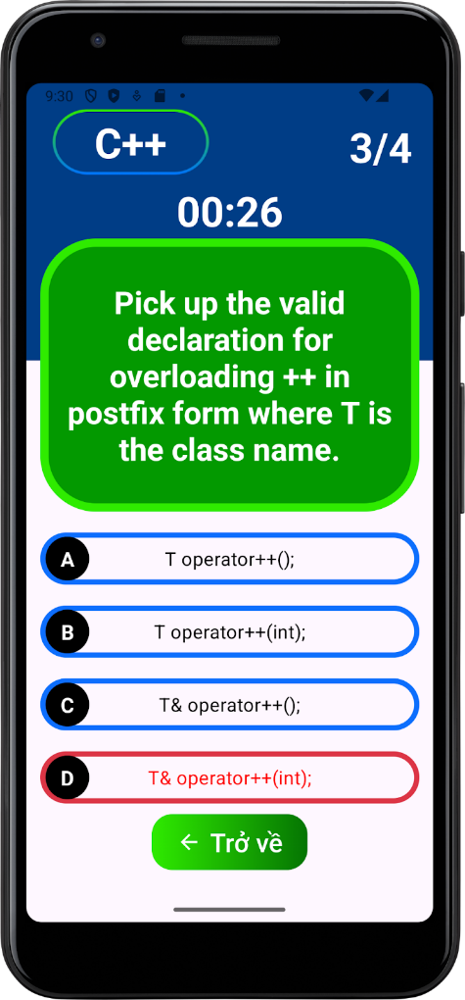 9:30
C++
3/4
00:26
Pick up the valid
declaration for
overloading ++ in
postfix form where T is
the class name.
A T operator++();
B T operator++(int);
C T& operator++();
D T& operator++(int);
← Trở về